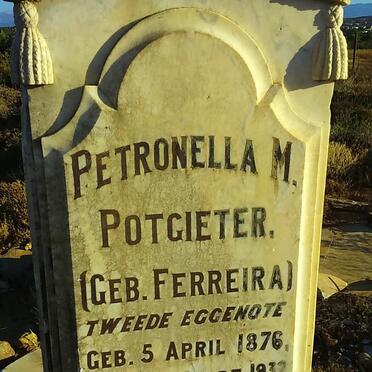 PETRONELLA M.
POTGIETER.
(GEB. FERREIRA)
TWEEDE EGGENOTE
GEB. 5 APRIL 1876,